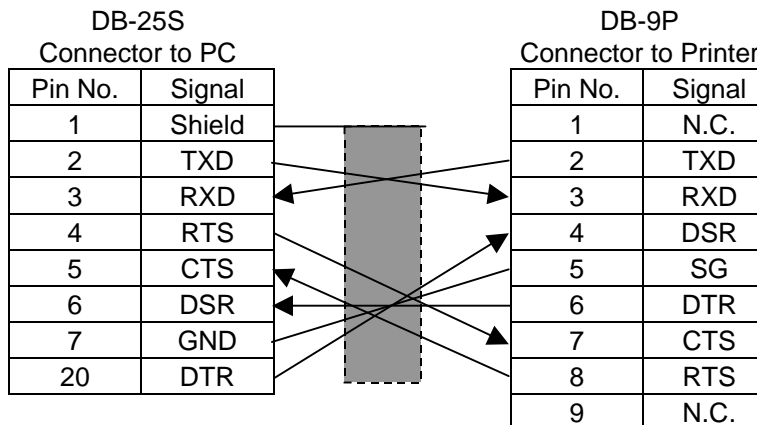 DB-25S
Connector to PC
Pin No. Signal
1 Shield
2 TXD
3 RXD
4 RTS
5 CTS
6 DSR
7 GND
20 DTR
DB-9P
Connector to Printer
Pin No. Signal
1 N.C.
2 TXD
3 RXD
4 DSR
5 SG
6 DTR
7 CTS
8 RTS
9 N.C.